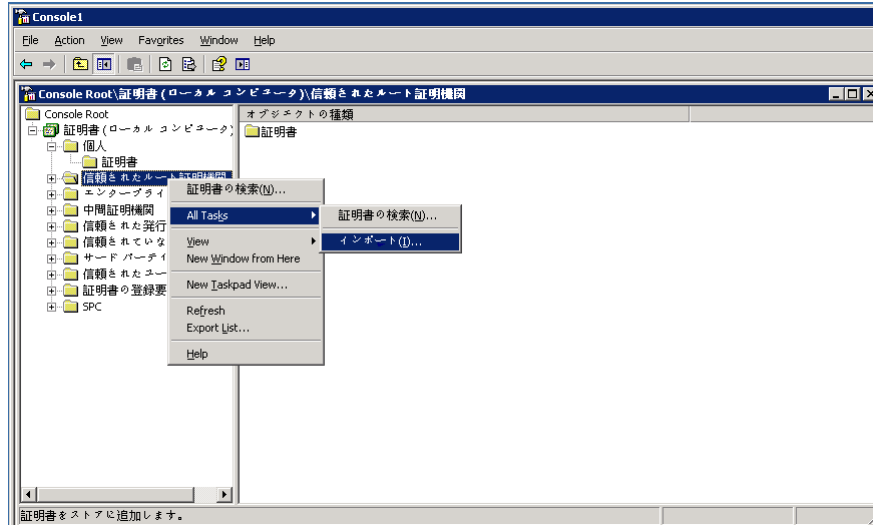 Console1
File Action View Favorites Window Help
Console Root\証明書 (ローカル コンピュータ)\信頼されたルート証明機関
Console Root
証明書 (ローカル コンピュータ)
個人
証明書
信頼されたルート証明機関
エンタープライ
中間証明機関
信頼された発行
信頼されていな
サード パーティ
信頼されたユー
証明書の登録要
SPC
オブジェクトの種類
証明書
証明書の検索(N)...
All Tasks
View
New Window from Here
New Taskpad View...
Refresh
Export List...
Help
証明書の検索(N)...
インポート(I)...
証明書をストアに追加します。